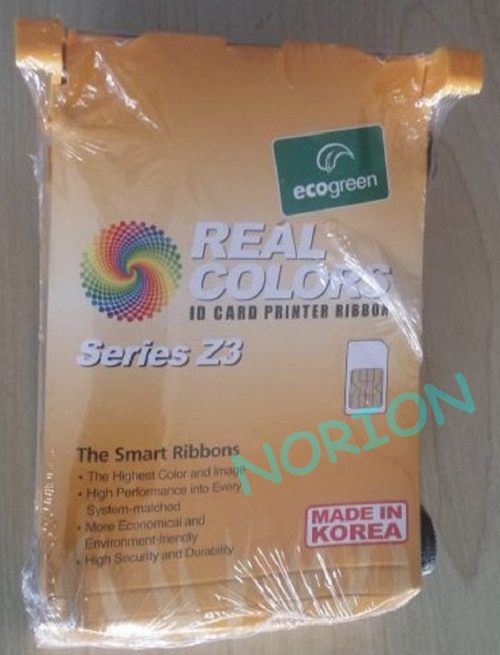 ecogreen
REAL
COLORS
ID CARD PRINTER RIBBON
Series Z3
NORION
The Smart Ribbons
• The Highest Color and Image
• High Performance into Every
System-matched
• More Economical and
Environment-friendly
• High Security and Durability
MADE IN
KOREA